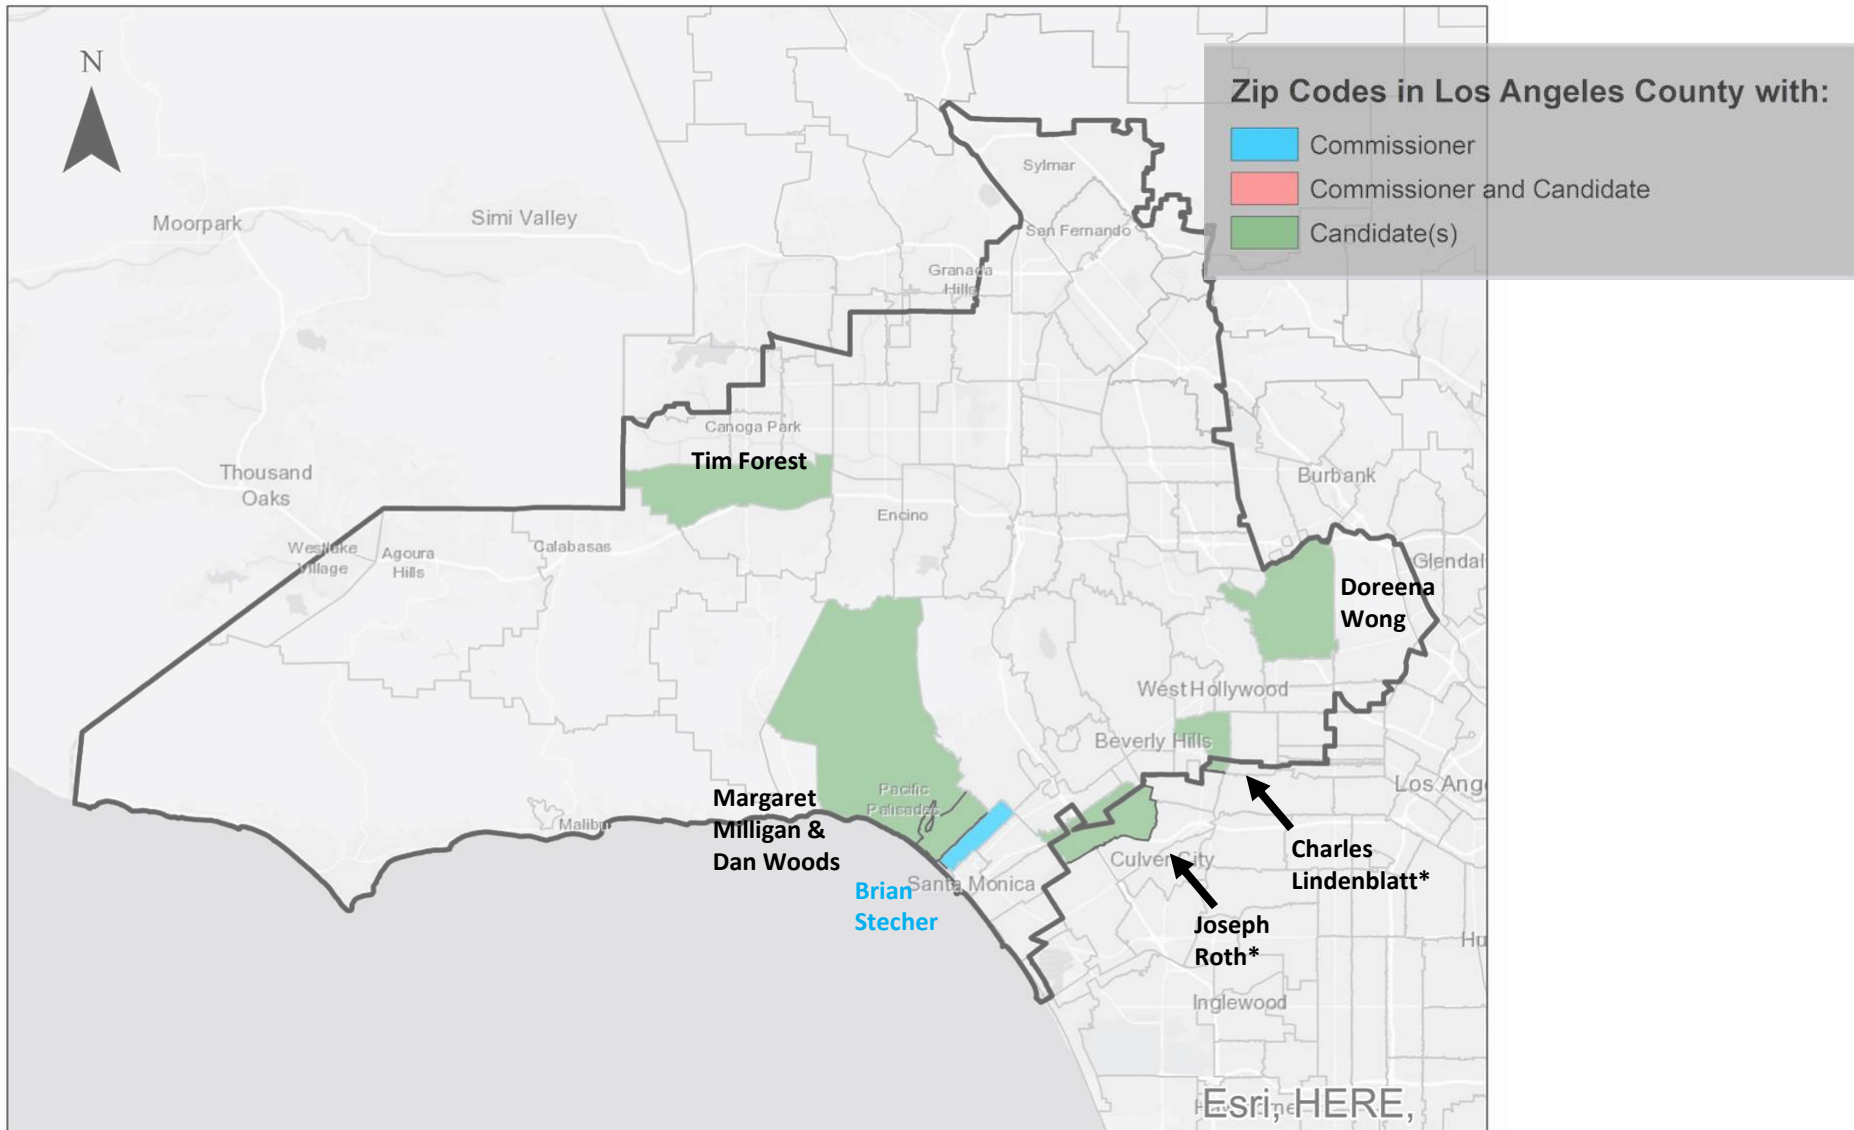 N
Zip Codes in Los Angeles County with:
Commissioner
Commissioner and Candidate
Candidate(s)
Sylmar
Moorpark
Simi Valley
San Fernando
Granada
Hills
Canoga Park
Tim Forest
Thousand
Oaks
Burbank
Encino
Westlake
Village
Agoura
Hills
Calabasas
Glendal
Doreena
Wong
West Hollywood
Beverly Hills
Los Ang
Pacific
Palisades
Margaret
Milligan &
Dan Woods
Malibu
Culver City
Charles
Lindenblatt*
Brian
Stecher
Santa Monica
Joseph
Roth*
Hu
Inglewood
Esri, HERE,